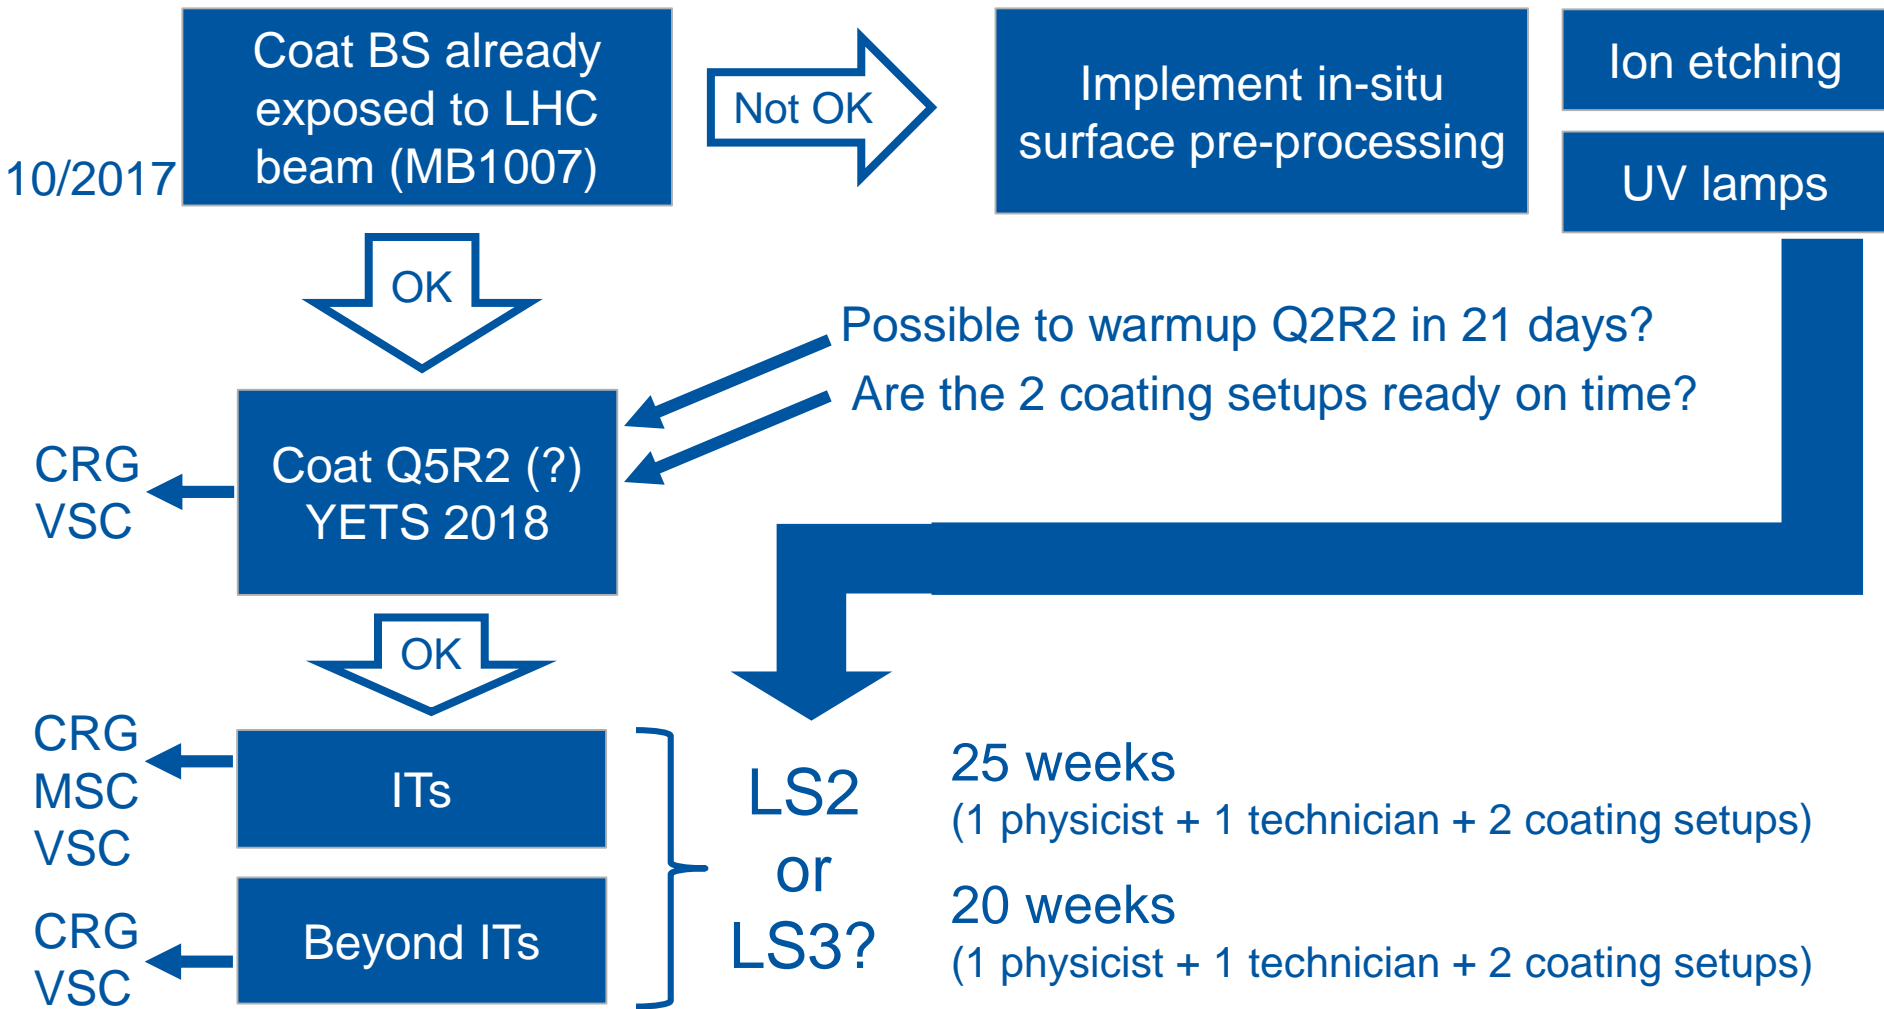 Coat BS already
exposed to LHC
beam (MB1007)
10/2017
Not OK
Implement in-situ
surface pre-processing
Ion etching
UV lamps
OK
Possible to warmup Q2R2 in 21 days?
Are the 2 coating setups ready on time?
CRG
VSC
Coat Q5R2 (?)
YETS 2018
OK
CRG
MSC
VSC
ITs
CRG
VSC
Beyond ITs
LS2
or
LS3?
25 weeks
(1 physicist + 1 technician + 2 coating setups)
20 weeks
(1 physicist + 1 technician + 2 coating setups)